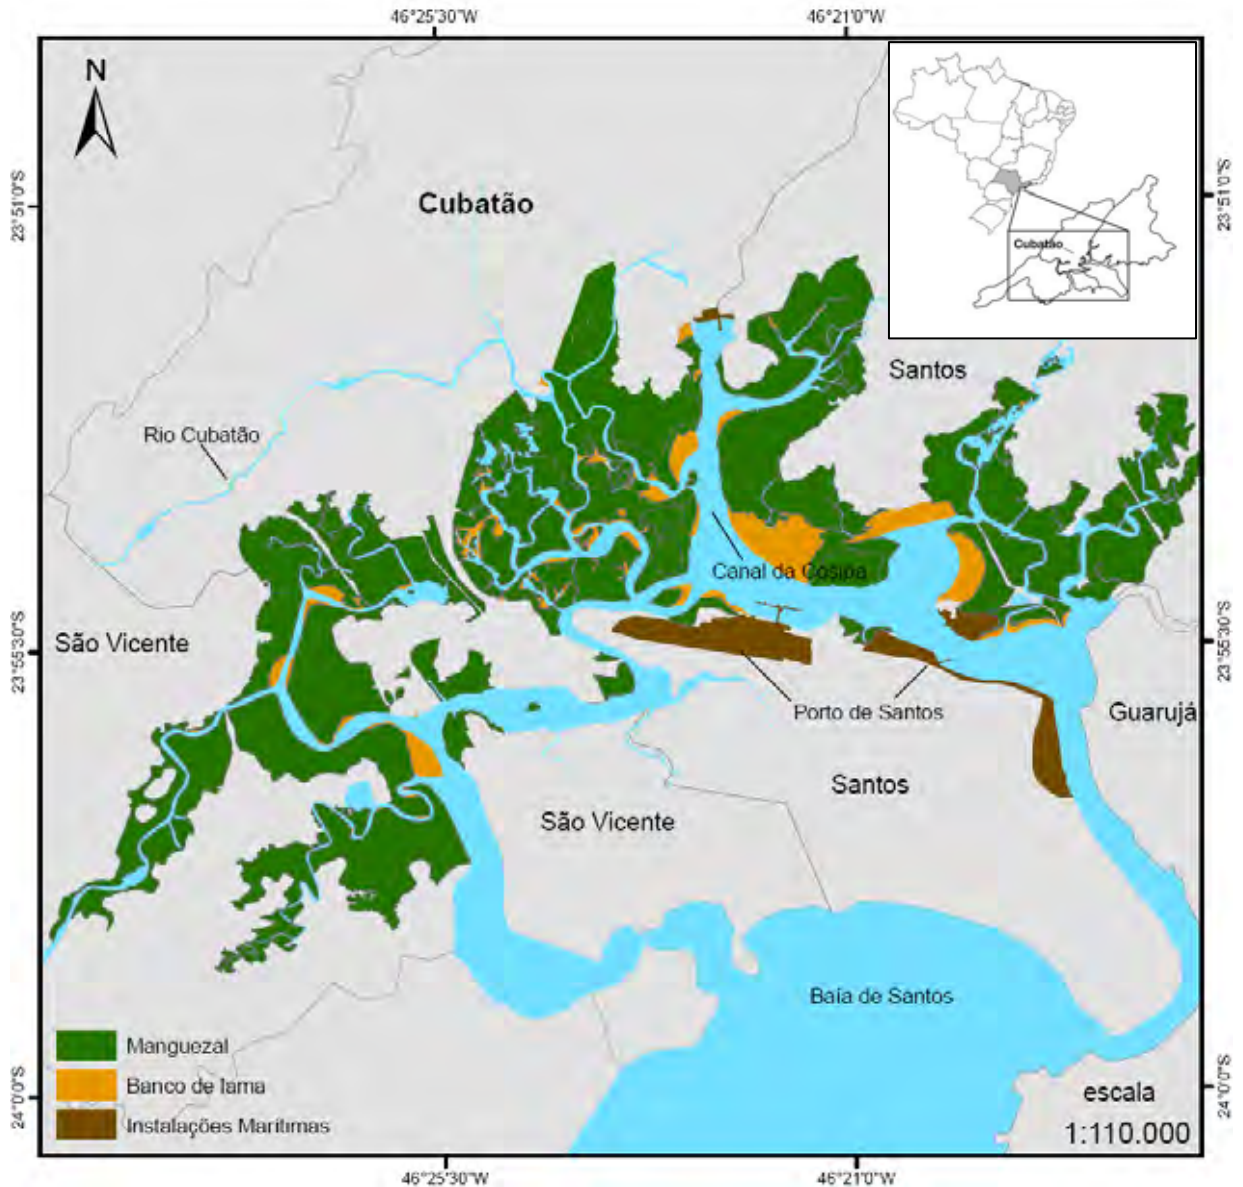 46°25'30"W
46°21'0"W
N
Cubatão
23°51'0"S
23°51'0"S
Cubatão
Santos
Rio Cubatão
Canal da Cosipa
São Vicente
23°55'30"S
23°55'30"S
Porto de Santos
Guarujá
Santos
São Vicente
Baía de Santos
Manguezal
Banco de lama
Instalações Marítimas
escala
1:110.000
24°0'0"S
24°0'0"S
46°25'30"W
46°21'0"W